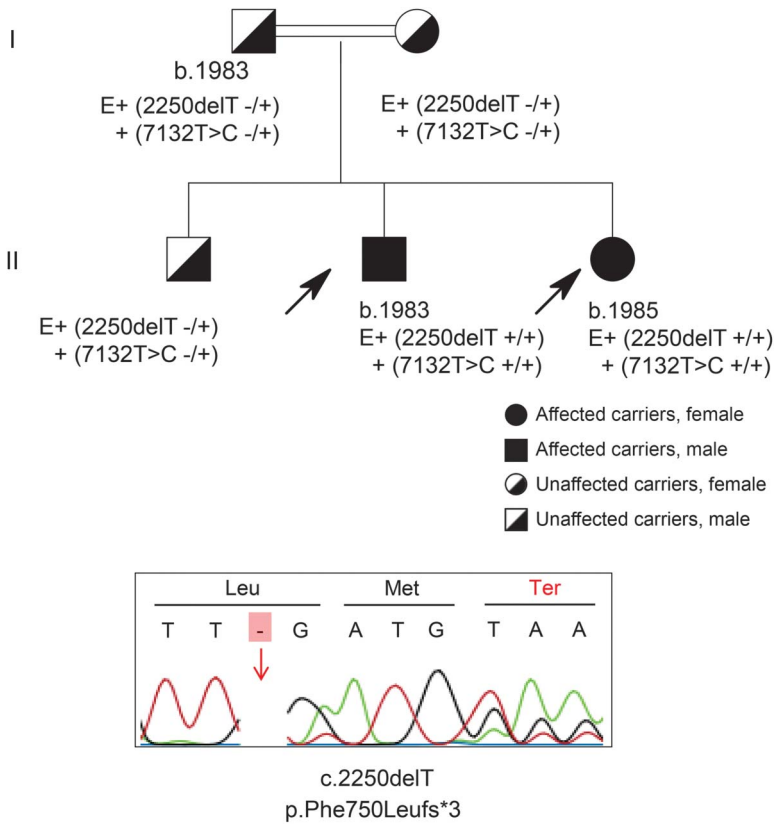 I
b.1983
E+ (2250delT -/+)
+ (7132T>C -/+)
E+ (2250delT -/+)
+ (7132T>C -/+)
II
E+ (2250delT -/+)
+ (7132T>C -/+)
b.1983
E+ (2250delT +/+)
+ (7132T>C +/+)
b.1985
E+ (2250delT +/+)
+ (7132T>C +/+)
Affected carriers, female
Affected carriers, male
Unaffected carriers, female
Unaffected carriers, male
Leu Met Ter
T T - G A T G T A A
c.2250delT
p.Phe750Leufs*3